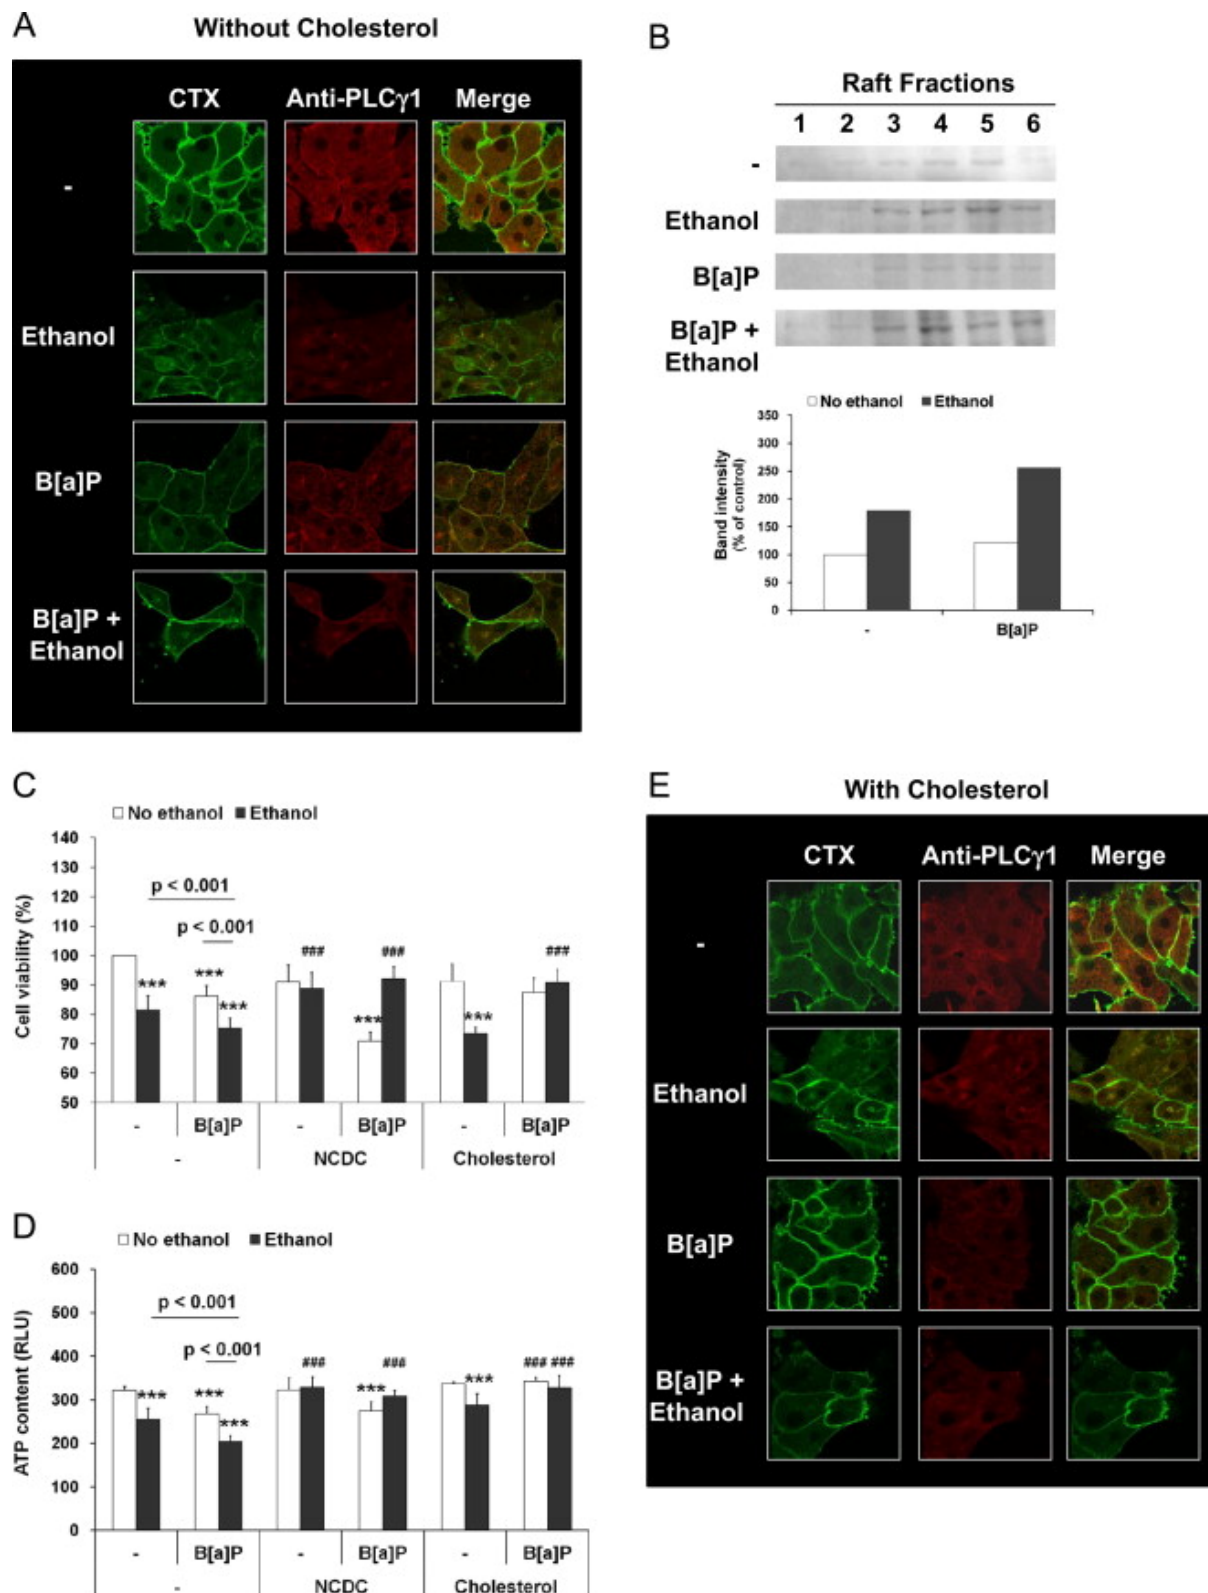 A
Without Cholesterol
CTX Anti-PLCγ1 Merge
-
Ethanol
B[a]P
B[a]P +
Ethanol
B
Raft Fractions
1 2 3 4 5 6
-
Ethanol
B[a]P
B[a]P +
Ethanol
No ethanol Ethanol
Band intensity
(% of control)
350
300
250
200
150
100
50
0
- B[a]P
C
No ethanol Ethanol
Cell viability (%)
140
130
120
110
100
90
80
70
60
50
p < 0.001
p < 0.001
*** *** *** ### *** ### *** ###
- B[a]P - B[a]P - B[a]P
- NCDC Cholesterol
D
No ethanol Ethanol
ATP content (RLU)
600
500
400
300
200
100
0
p < 0.001
p < 0.001
*** *** *** ### *** ### *** ### ###
- B[a]P - B[a]P - B[a]P
- NCDC Cholesterol
E
With Cholesterol
CTX Anti-PLCγ1 Merge
-
Ethanol
B[a]P
B[a]P +
Ethanol